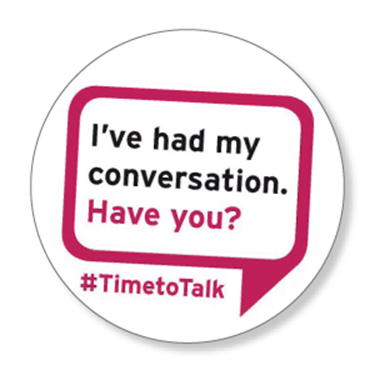 I've had my
conversation.
Have you?
#TimetoTalk